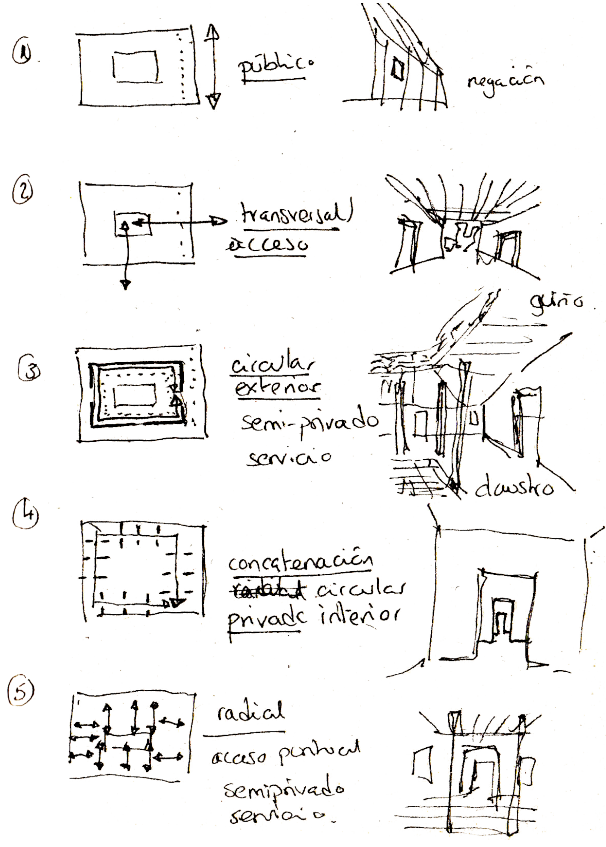 1
público
negación
2
transversal/
acceso
guiño
3
circular
exterior
semi-privado
servicio
claustro
4
concatenación
circular
privado interior
5
radial
acceso puntual
semiprivado
servicio.